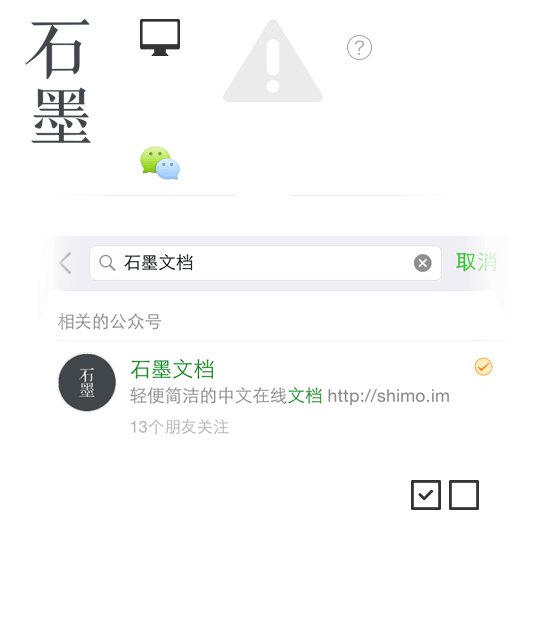 石墨
?
石墨文档
取消
相关的公众号
石墨
石墨文档
轻便简洁的中文在线文档 http://shimo.im
13个朋友关注